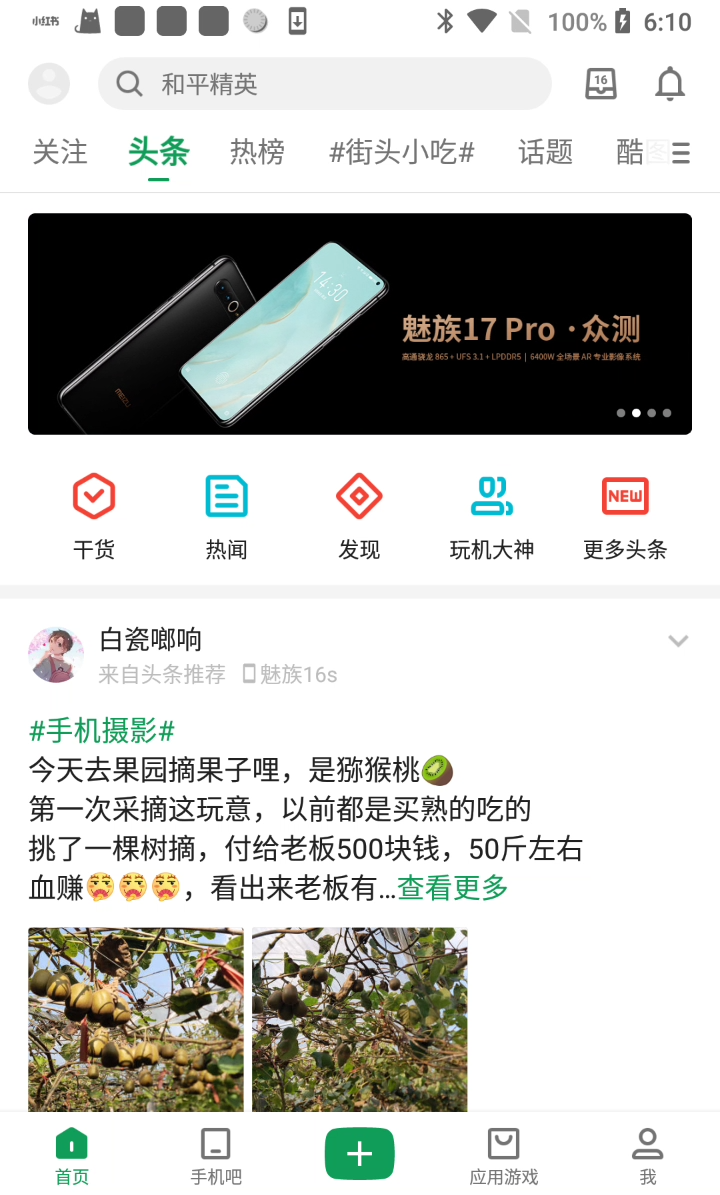 小红书
100%
6:10
和平精英
16
关注
头条
热榜
#街头小吃#
话题
酷图
14:30
魅族17 Pro · 众测
高通骁龙 865 + UFS 3.1 + LPDDR5 | 6400W 全场景 AR 专业影像系统
MEIZU
干货
热闻
发现
玩机大神
NEW
更多头条
白瓷啷响
来自头条推荐 魅族16s
#手机摄影#
今天去果园摘果子哩，是猕猴桃🥝
第一次采摘这玩意，以前都是买熟的吃的
挑了一棵树摘，付给老板500块钱，50斤左右
血赚，看出来老板有...查看更多
首页
手机吧
应用游戏
我